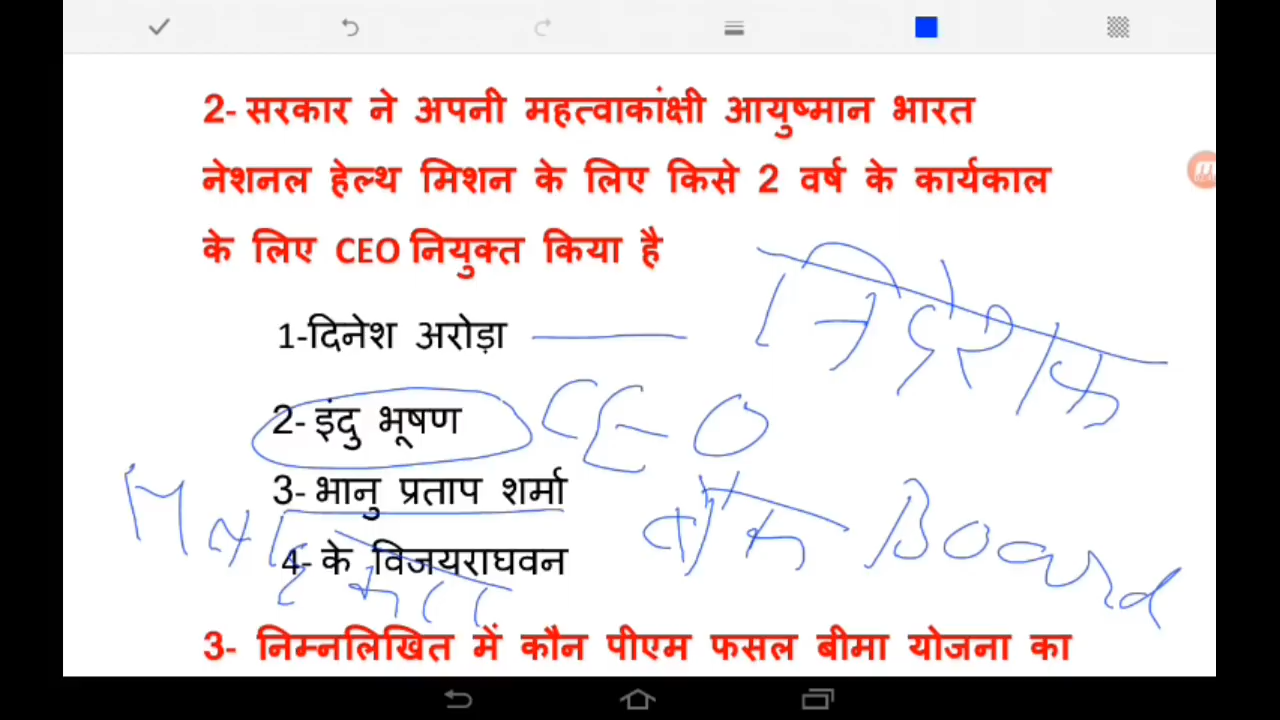 2- सरकार ने अपनी महत्वाकांक्षी आयुष्मान भारत
नेशनल हेल्थ मिशन के लिए किसे 2 वर्ष के कार्यकाल
के लिए CEO नियुक्त किया है
1-दिनेश अरोड़ा
निदेशक
2- इंदु भूषण
CEO
3- भानु प्रताप शर्मा
बैंक Board
4- के विजयराघवन
3- निम्नलिखित में कौन पीएम फसल बीमा योजना का